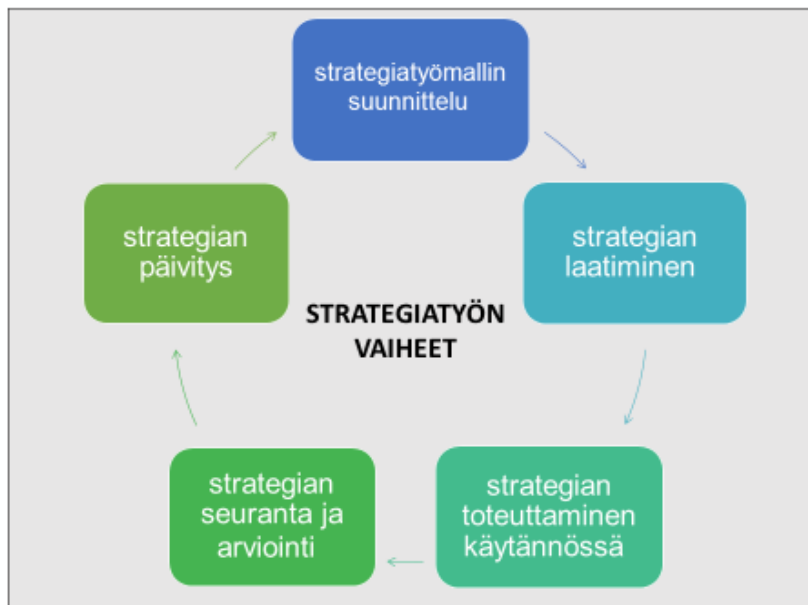 strategiatyömallin
suunnittelu
strategian
laatiminen
strategian
toteuttaminen
käytännössä
strategian
seuranta ja
arviointi
strategian
päivitys
STRATEGIATYÖN
VAIHEET